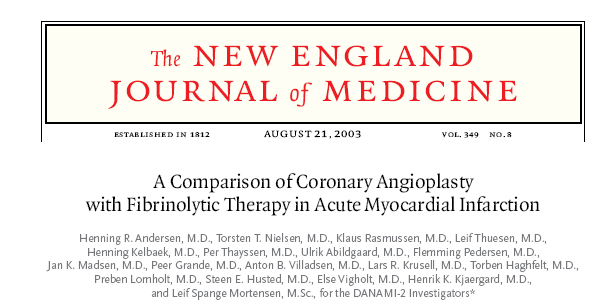 The NEW ENGLAND
JOURNAL of MEDICINE
ESTABLISHED IN 1812 AUGUST 21, 2003 VOL. 349 NO. 8
A Comparison of Coronary Angioplasty
with Fibrinolytic Therapy in Acute Myocardial Infarction
Henning R. Andersen, M.D., Torsten T. Nielsen, M.D., Klaus Rasmussen, M.D., Leif Thuesen, M.D.,
Henning Kelbaek, M.D., Per Thayssen, M.D., Ulrik Abildgaard, M.D., Flemming Pedersen, M.D.,
Jan K. Madsen, M.D., Peer Grande, M.D., Anton B. Villadsen, M.D., Lars R. Krusell, M.D., Torben Haghfelt, M.D.,
Preben Lomholt, M.D., Steen E. Husted, M.D., Else Vigholt, M.D., Henrik K. Kjaergard, M.D.,
and Leif Spange Mortensen, M.Sc., for the DANAMI-2 Investigators*